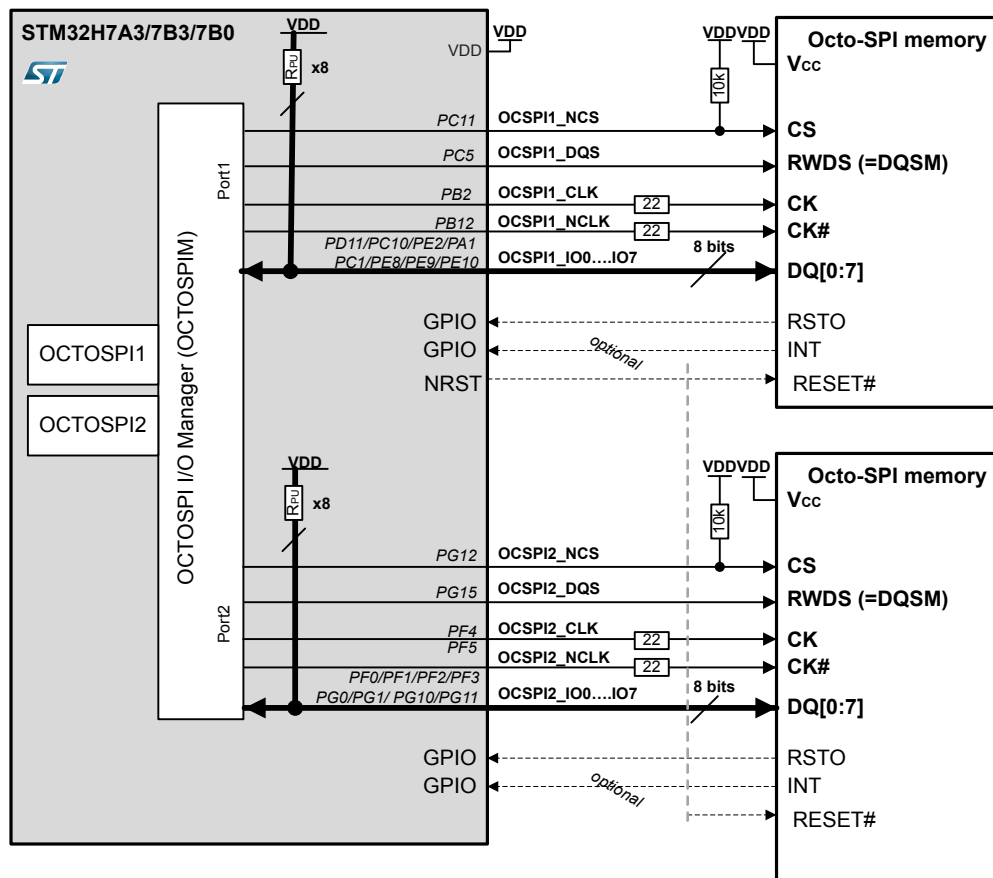 STM32H7A3/7B3/7B0
ST
VDD
RPU
x8
VDD
VDD
VDD
VDD
10k
Octo-SPI memory
Vcc
PC11
OCSPI1_NCS
CS
PC5
OCSPI1_DQS
RWDS (=DQSM)
Port1
PB2
OCSPI1_CLK
22
CK
PB12
OCSPI1_NCLK
22
CK#
PD11/PC10/PE2/PA1
PC1/PE8/PE9/PE10
OCSPI1_IO0....IO7
8 bits
DQ[0:7]
GPIO
RSTO
GPIO
optional
INT
NRST
RESET#
OCTOSPI1
OCTOSPI2
OCTOSPI I/O Manager (OCTOSPIM)
VDD
RPU
x8
VDD
VDD
10k
Octo-SPI memory
Vcc
PG12
OCSPI2_NCS
CS
PG15
OCSPI2_DQS
RWDS (=DQSM)
Port2
PF4
OCSPI2_CLK
22
CK
PF5
OCSPI2_NCLK
22
CK#
PF0/PF1/PF2/PF3
PG0/PG1/ PG10/PG11
OCSPI2_IO0....IO7
8 bits
DQ[0:7]
GPIO
RSTO
GPIO
optional
INT
RESET#